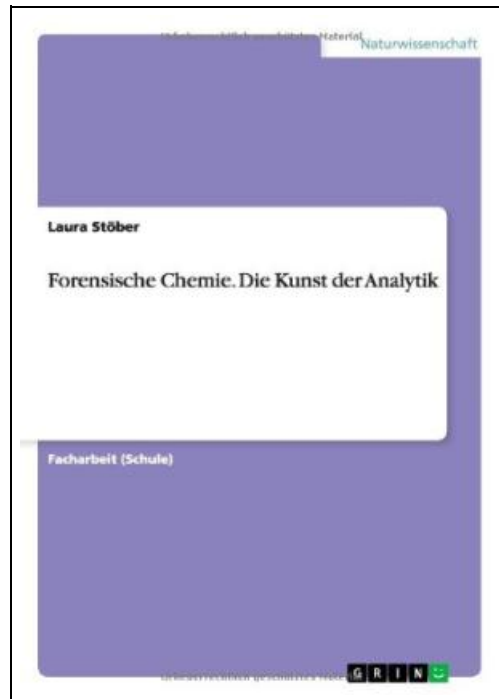 Naturwissenschaft
Laura Stöber
Forensische Chemie. Die Kunst der Analytik
Facharbeit (Schule)
GRIN